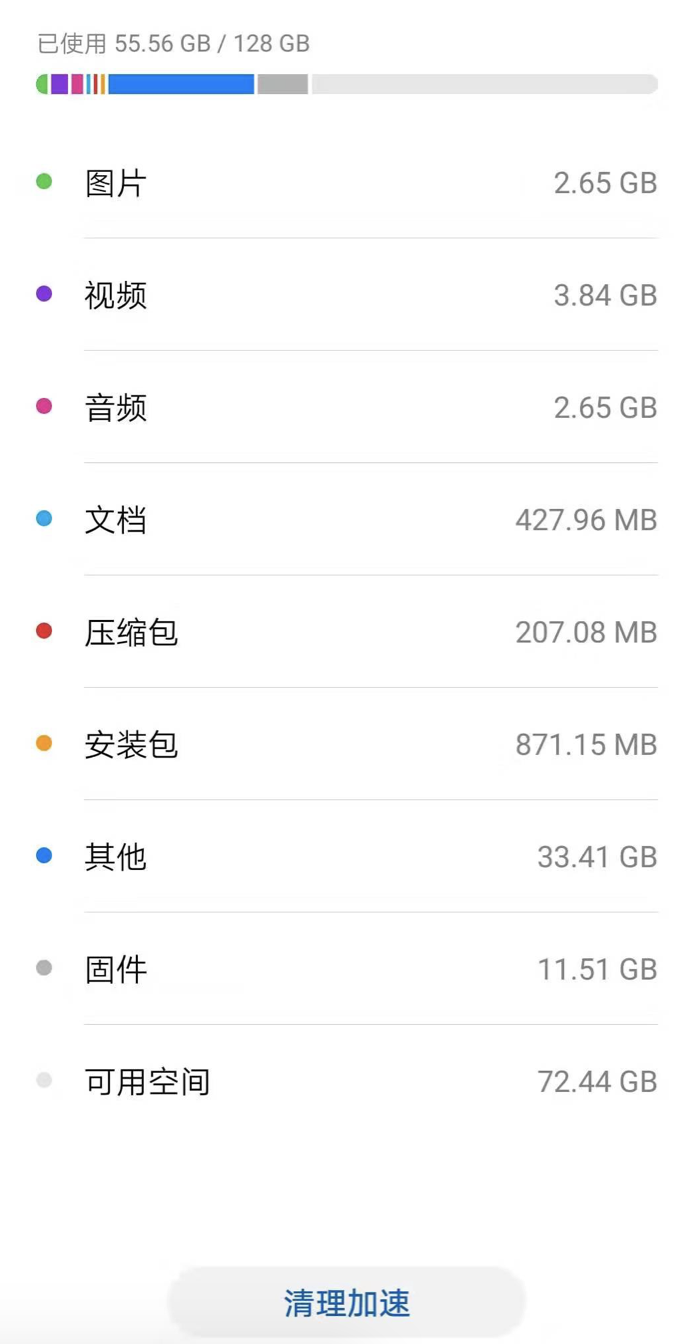 已使用 55.56 GB / 128 GB
图片 2.65 GB
视频 3.84 GB
音频 2.65 GB
文档 427.96 MB
压缩包 207.08 MB
安装包 871.15 MB
其他 33.41 GB
固件 11.51 GB
可用空间 72.44 GB
清理加速